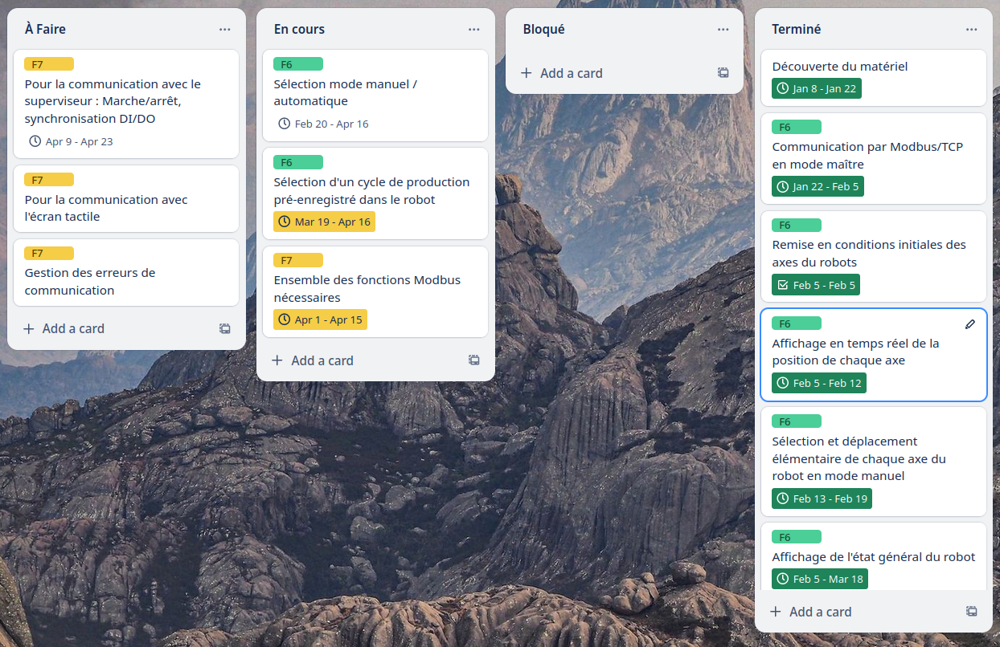 À Faire
F7
Pour la communication avec le
superviseur : Marche/arrêt,
synchronisation DI/DO
Apr 9 - Apr 23
F7
Pour la communication avec
l'écran tactile
F7
Gestion des erreurs de
communication
Add a card
En cours
F6
Sélection mode manuel /
automatique
Feb 20 - Apr 16
F6
Sélection d'un cycle de production
pré-enregistré dans le robot
Mar 19 - Apr 16
F7
Ensemble des fonctions Modbus
nécessaires
Apr 1 - Apr 15
Add a card
Bloqué
Add a card
Terminé
Découverte du matériel
Jan 8 - Jan 22
F6
Communication par Modbus/TCP
en mode maître
Jan 22 - Feb 5
F6
Remise en conditions initiales des
axes du robots
Feb 5 - Feb 5
F6
Affichage en temps réel de la
position de chaque axe
Feb 5 - Feb 12
F6
Sélection et déplacement
élémentaire de chaque axe du
robot en mode manuel
Feb 13 - Feb 19
F6
Affichage de l'état général du robot
Feb 5 - Mar 18
Add a card